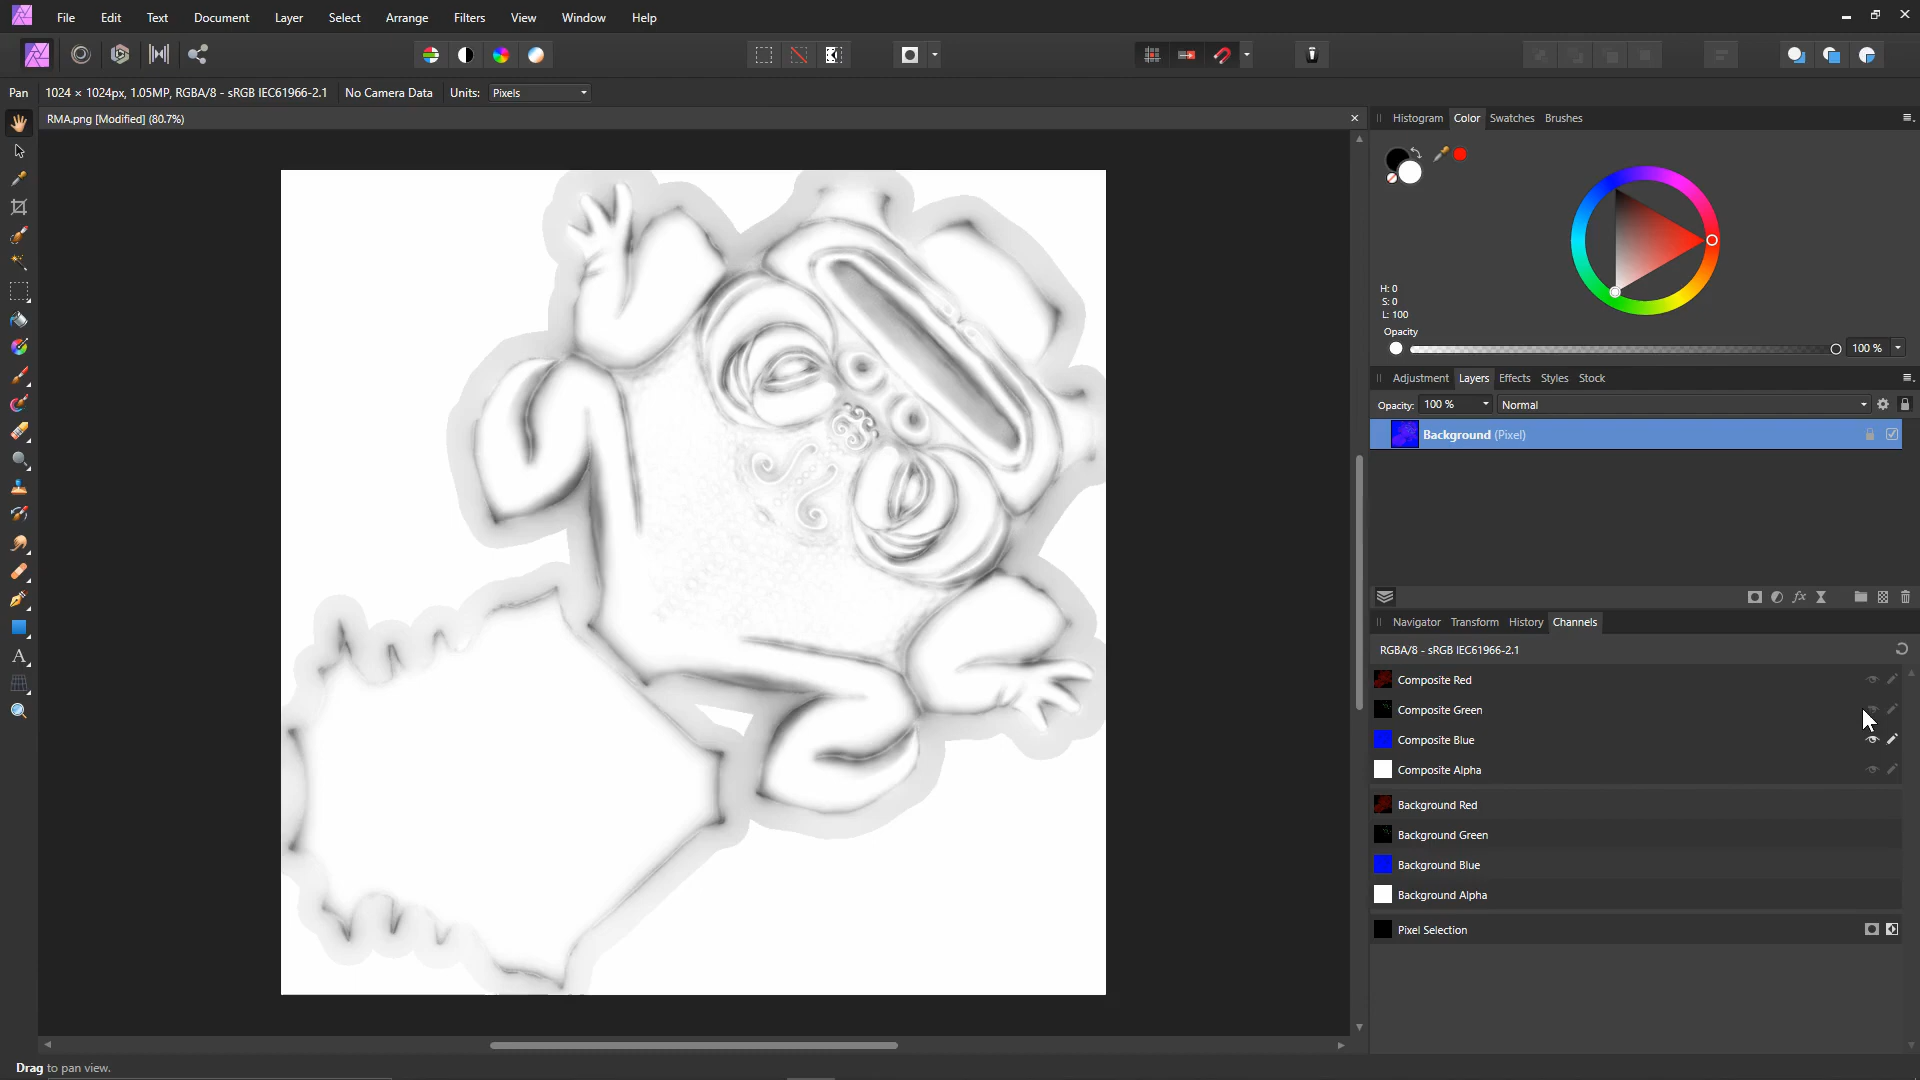 File Edit Text Document Layer Select Arrange Filters View Window Help
Pan 1024 × 1024px, 1.05MP, RGBA/8 - sRGB IEC61966-2.1 No Camera Data Units: Pixels
RMA.png [Modified] (80.7%)
Histogram Color Swatches Brushes
H: 0
S: 0
L: 100
Opacity
100 %
Adjustment Layers Effects Styles Stock
Opacity: 100 % Normal
Background (Pixel)
Navigator Transform History Channels
RGBA/8 - sRGB IEC61966-2.1
Composite Red
Composite Green
Composite Blue
Composite Alpha
Background Red
Background Green
Background Blue
Background Alpha
Pixel Selection
Drag to pan view.